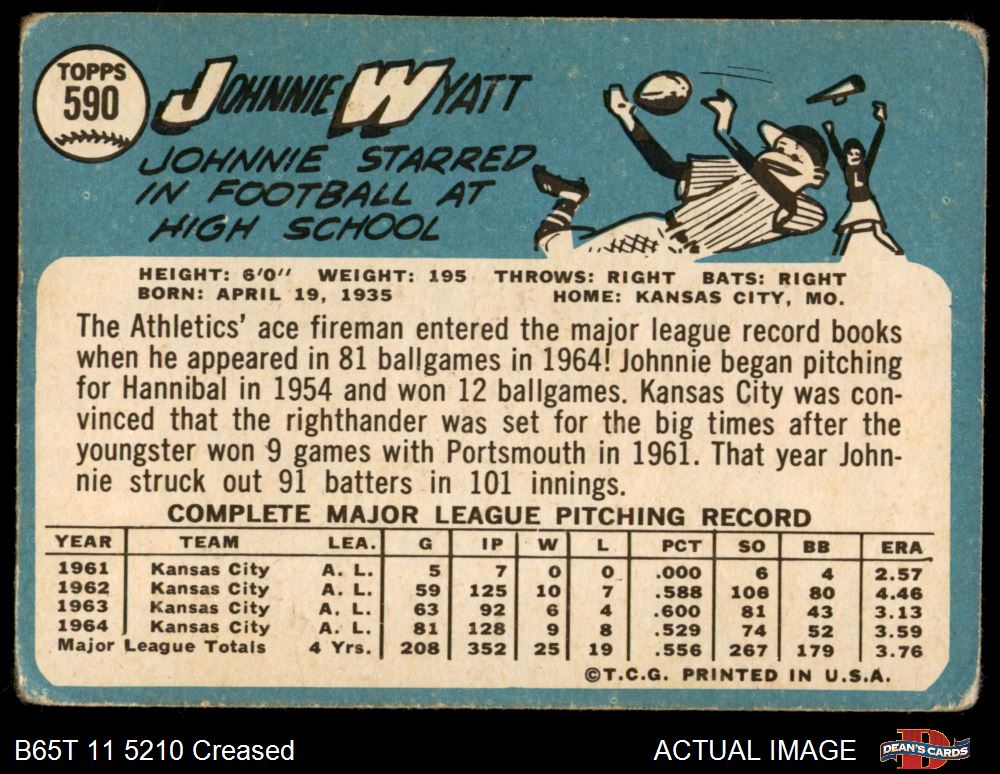 TOPPS
590
JOHNNIE WYATT
JOHNNIE STARRED
IN FOOTBALL AT
HIGH SCHOOL
L
HEIGHT: 6'0" WEIGHT: 195 THROWS: RIGHT BATS: RIGHT
BORN: APRIL 19, 1935 HOME: KANSAS CITY, MO.
The Athletics' ace fireman entered the major league record books
when he appeared in 81 ballgames in 1964! Johnnie began pitching
for Hannibal in 1954 and won 12 ballgames. Kansas City was con-
vinced that the righthander was set for the big times after the
youngster won 9 games with Portsmouth in 1961. That year John-
nie struck out 91 batters in 101 innings.
COMPLETE MAJOR LEAGUE PITCHING RECORD
YEAR TEAM LEA. G IP W L PCT SO BB ERA
1961 Kansas City A. L. 5 7 0 0 .000 6 4 2.57
1962 Kansas City A. L. 59 125 10 7 .588 106 80 4.46
1963 Kansas City A. L. 63 92 6 4 .600 81 43 3.13
1964 Kansas City A. L. 81 128 9 8 .529 74 52 3.59
Major League Totals 4 Yrs. 208 352 25 19 .556 267 179 3.76
©T.C.G. PRINTED IN U.S.A.
B65T 11 5210 Creased ACTUAL IMAGE DEAN'S CARDS